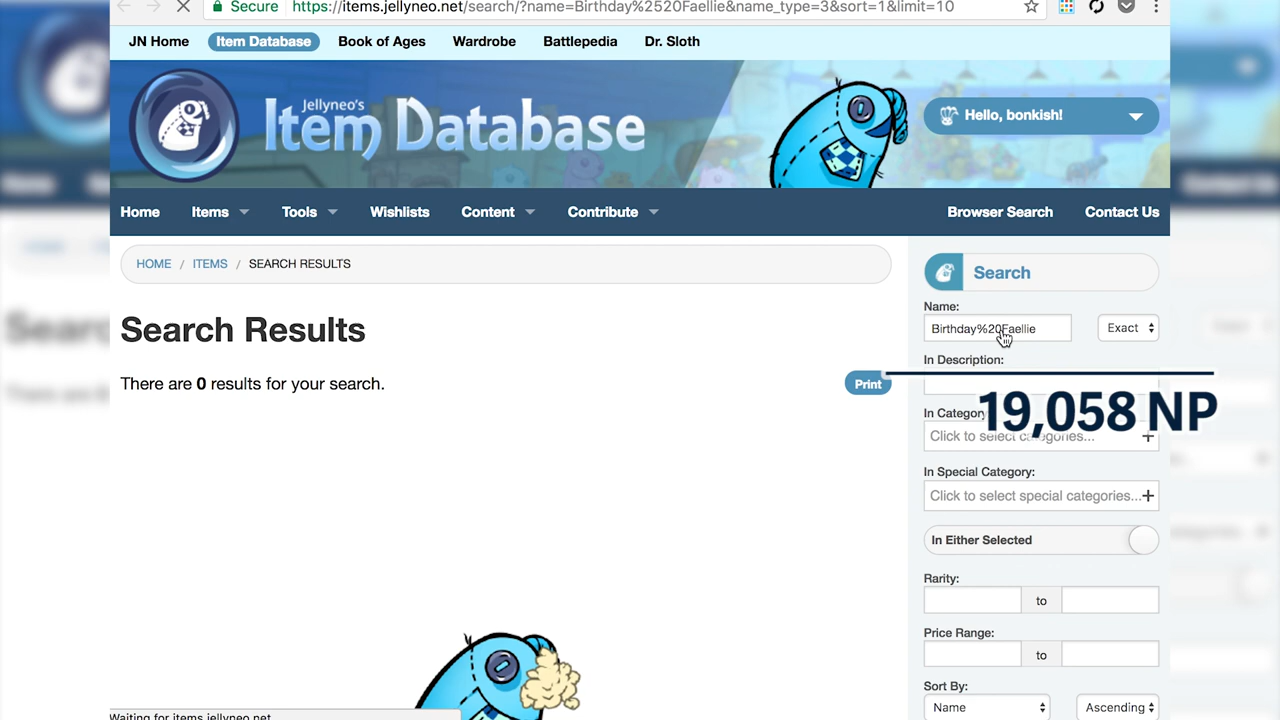 Secure https://items.jellyneo.net/search/?name=Birthday%2520Faellie&name_type=3&sort=1&limit=10
JN Home Item Database Book of Ages Wardrobe Battlepedia Dr. Sloth
Jellyneo's
Item Database
Hello, bonkish!
Home Items Tools Wishlists Content Contribute Browser Search Contact Us
HOME / ITEMS / SEARCH RESULTS
Search Results
There are 0 results for your search.
Print
Search
Name:
Birthday%20Faellie Exact
In Description:
19,058 NP
In Category
Click to select categories... +
In Special Category:
Click to select special categories... +
In Either Selected
Rarity:
to
Price Range:
to
Sort By:
Name Ascending
Waiting for items.jellyneo.net